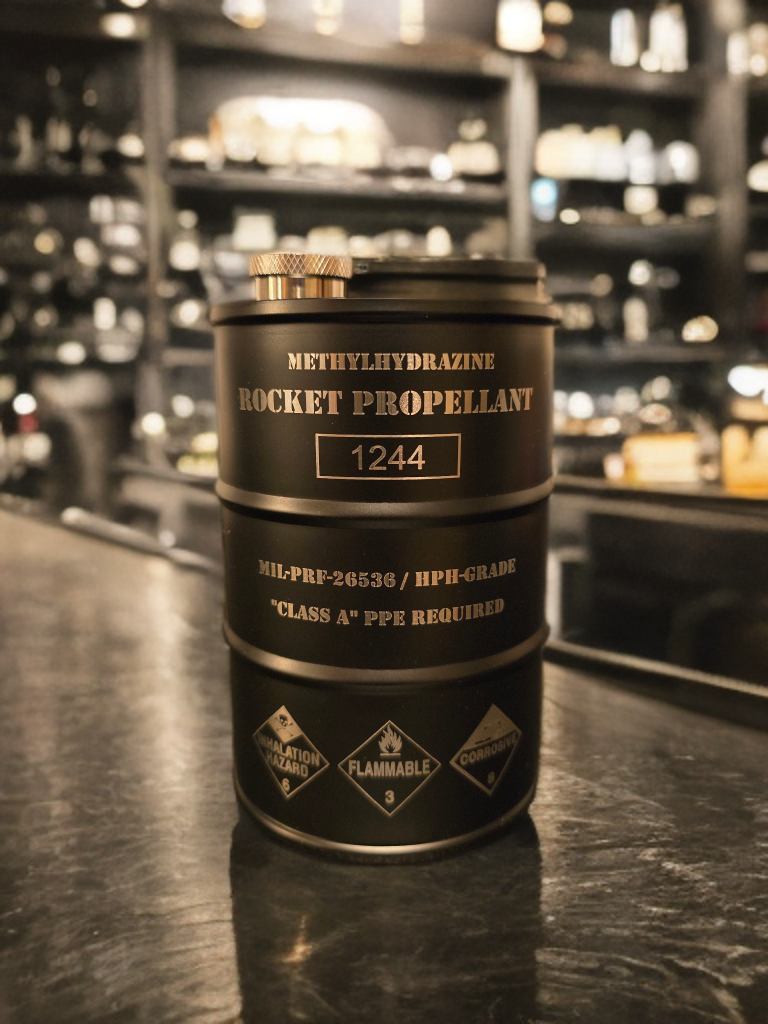 METHYLHYDRAZINE
ROCKET PROPELLANT
1244
MIL-PRF-26536 / HPH-GRADE
"CLASS A" PPE REQUIRED
INHALATION
HAZARD
6
FLAMMABLE
3
CORROSIVE
8